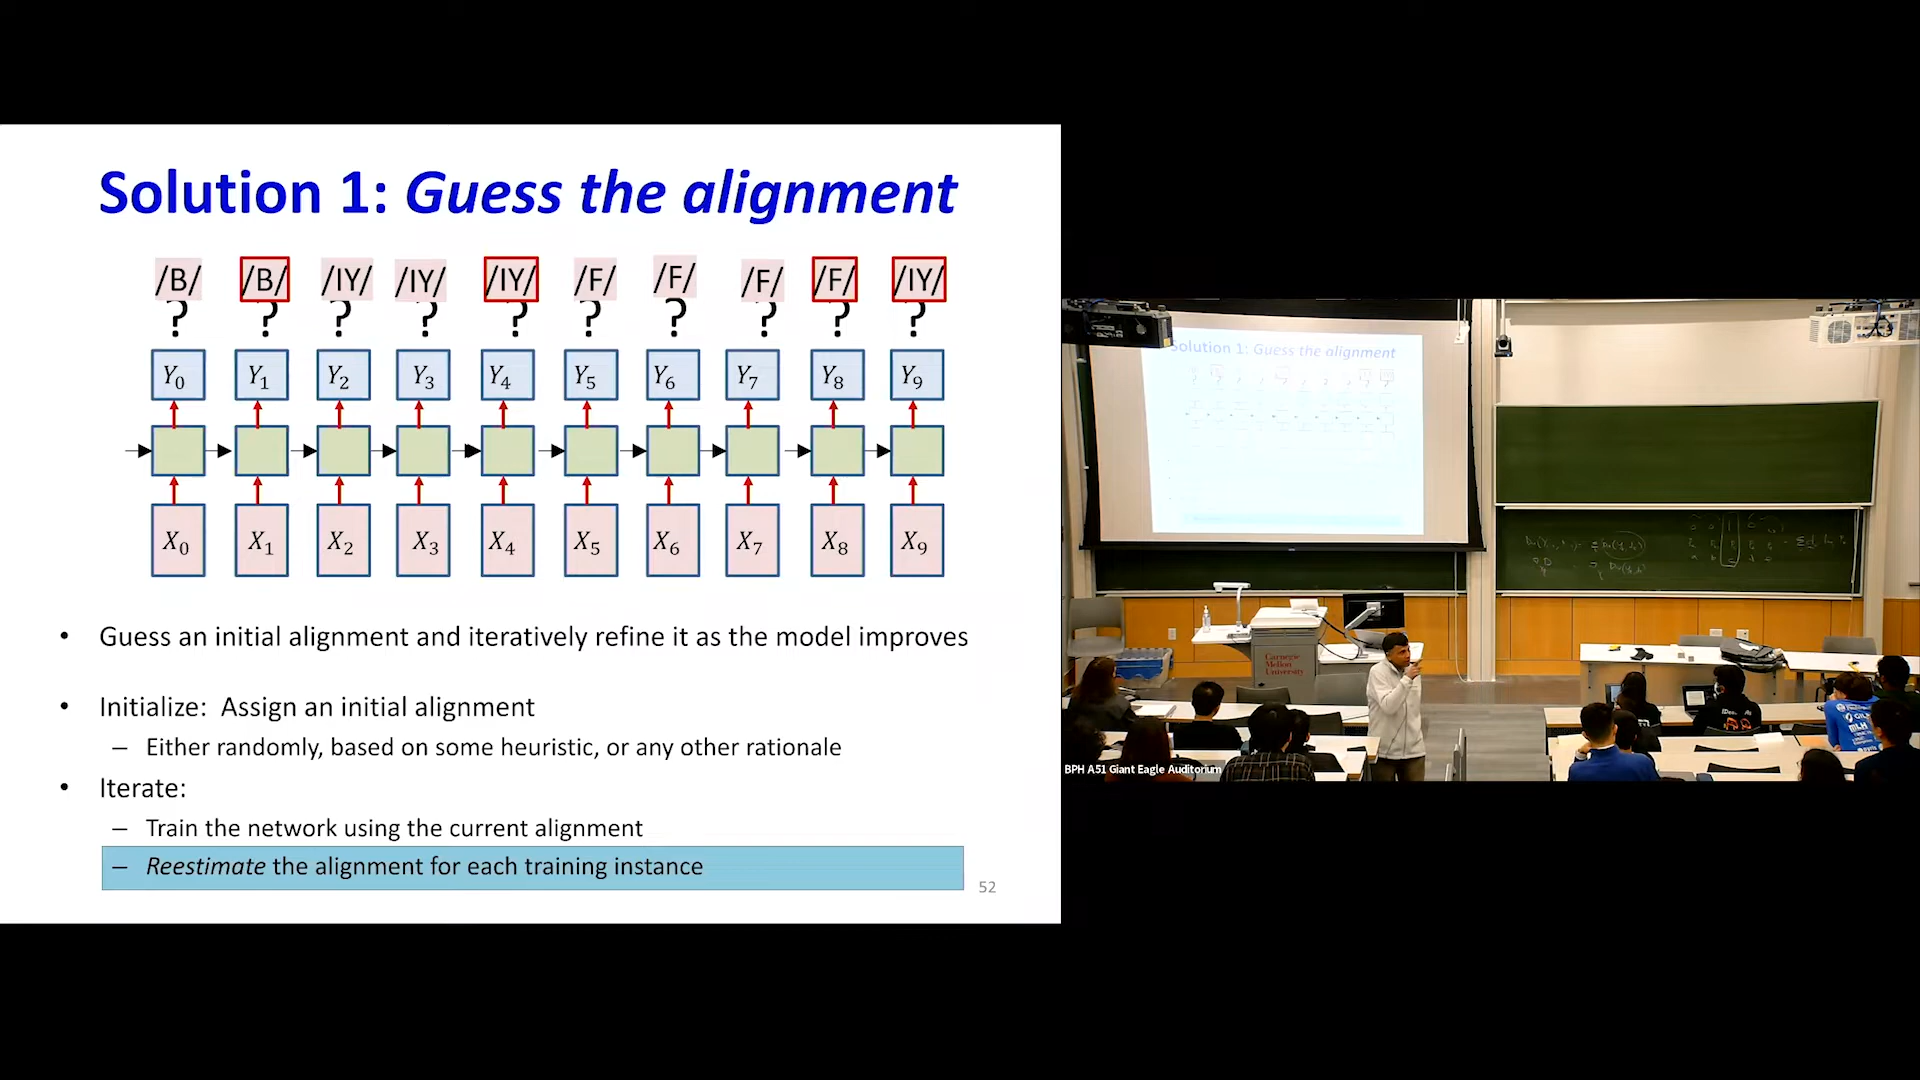 Solution 1: Guess the alignment
/B/ /B/ /IY/ /IY/ /IY/ /F/ /F/ /F/ /F/ /IY/
? ? ? ? ? ? ? ? ? ?
Y0 Y1 Y2 Y3 Y4 Y5 Y6 Y7 Y8 Y9
X0 X1 X2 X3 X4 X5 X6 X7 X8 X9
• Guess an initial alignment and iteratively refine it as the model improves
• Initialize: Assign an initial alignment
– Either randomly, based on some heuristic, or any other rationale
• Iterate:
– Train the network using the current alignment
– Reestimate the alignment for each training instance
52
Solution 1: Guess the alignment
Carnegie
Mellon
University
BPH A51 Giant Eagle Auditorium